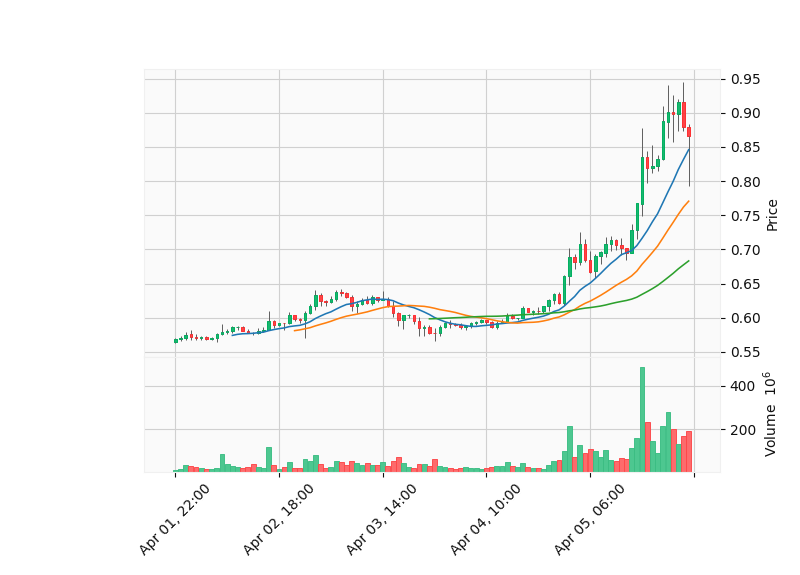 0.95
0.90
0.85
0.80
0.75
0.70
0.65
0.60
0.55
Price
400
200
Volume 10^6
Apr 01, 22:00
Apr 02, 18:00
Apr 03, 14:00
Apr 04, 10:00
Apr 05, 06:00